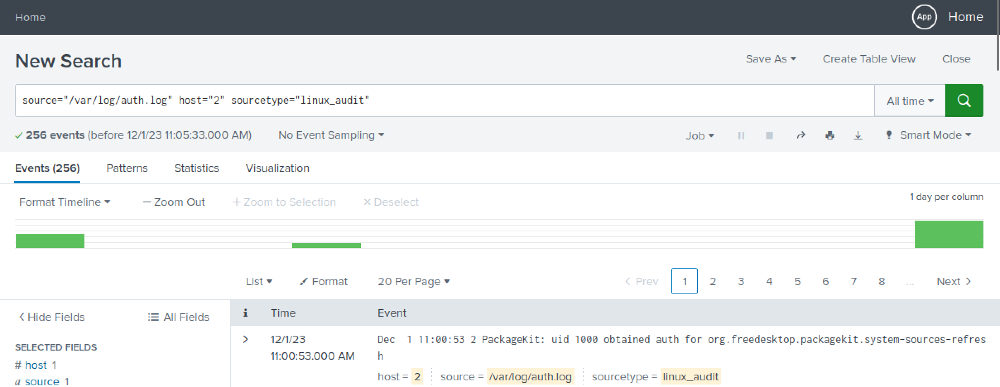 Home
App Home
New Search
Save As Create Table View Close
source="/var/log/auth.log" host="2" sourcetype="linux_audit"
All time
256 events (before 12/1/23 11:05:33.000 AM) No Event Sampling
Job Smart Mode
Events (256) Patterns Statistics Visualization
Format Timeline — Zoom Out + Zoom to Selection × Deselect
1 day per column
List Format 20 Per Page
< Prev 1 2 3 4 5 6 7 8 ... Next >
< Hide Fields All Fields
i Time Event
SELECTED FIELDS
# host 1
a source 1
> 12/1/23
11:00:53.000 AM
Dec  1 11:00:53 2 PackageKit: uid 1000 obtained auth for org.freedesktop.packagekit.system-sources-refres
h
host = 2 source = /var/log/auth.log sourcetype = linux_audit